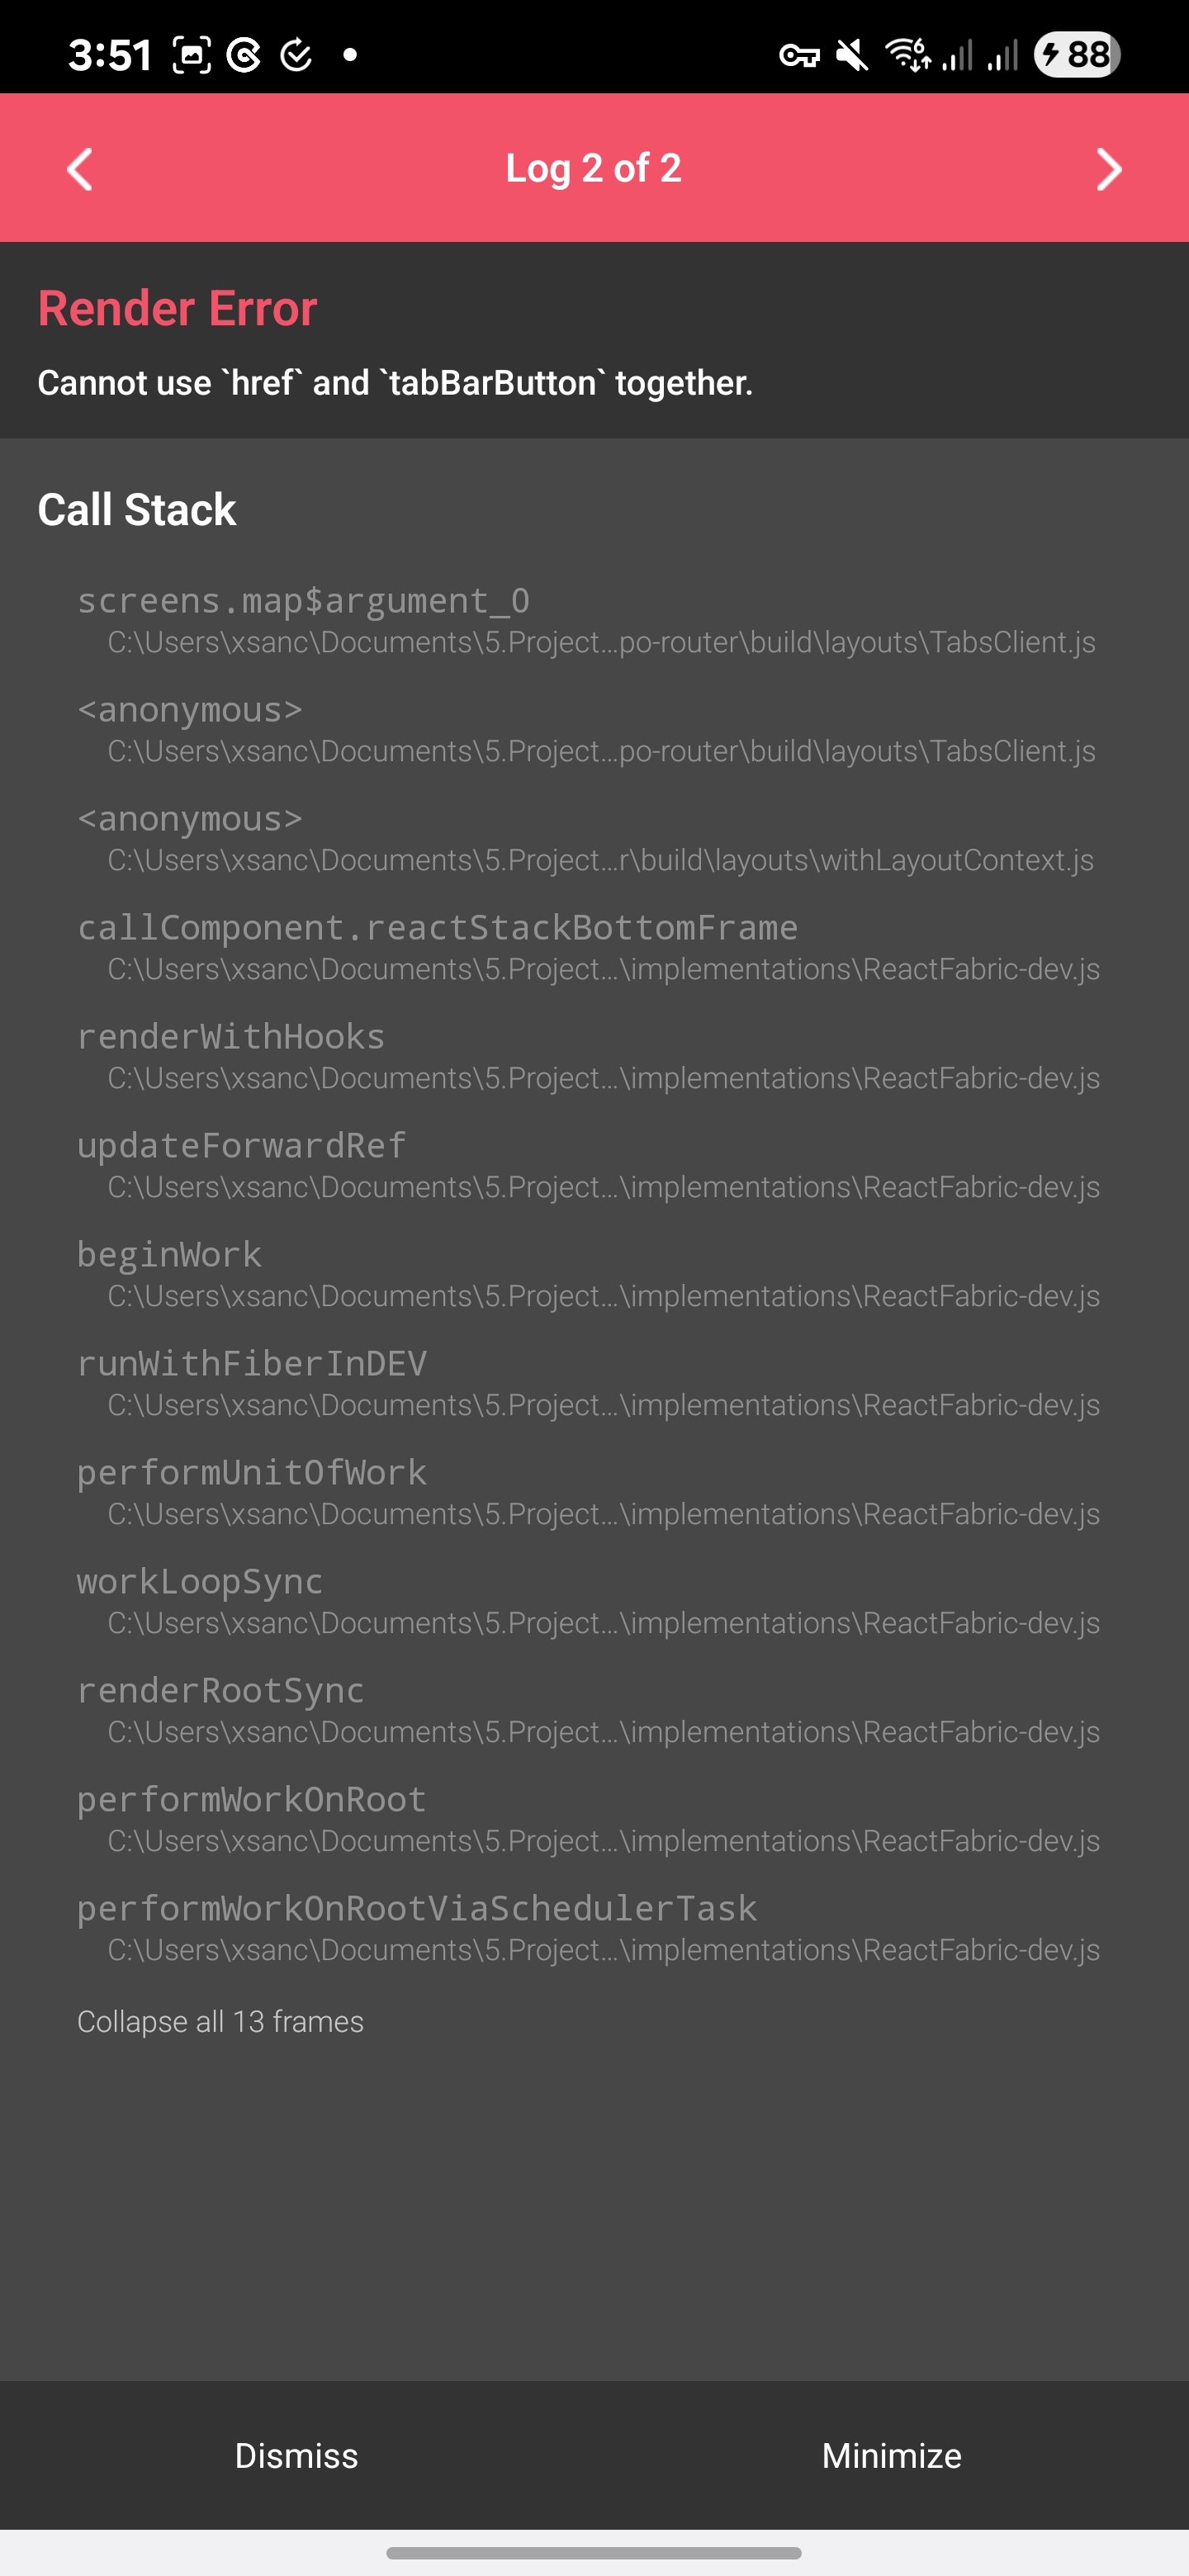 3:51
88
Log 2 of 2
Render Error
Cannot use `href` and `tabBarButton` together.
Call Stack
screens.map$argument_0
C:\Users\xsanc\Documents\5.Project...po-router\build\layouts\TabsClient.js
<anonymous>
C:\Users\xsanc\Documents\5.Project...po-router\build\layouts\TabsClient.js
<anonymous>
C:\Users\xsanc\Documents\5.Project...r\build\layouts\withLayoutContext.js
callComponent.reactStackBottomFrame
C:\Users\xsanc\Documents\5.Project...\implementations\ReactFabric-dev.js
renderWithHooks
C:\Users\xsanc\Documents\5.Project...\implementations\ReactFabric-dev.js
updateForwardRef
C:\Users\xsanc\Documents\5.Project...\implementations\ReactFabric-dev.js
beginWork
C:\Users\xsanc\Documents\5.Project...\implementations\ReactFabric-dev.js
runWithFiberInDEV
C:\Users\xsanc\Documents\5.Project...\implementations\ReactFabric-dev.js
performUnitOfWork
C:\Users\xsanc\Documents\5.Project...\implementations\ReactFabric-dev.js
workLoopSync
C:\Users\xsanc\Documents\5.Project...\implementations\ReactFabric-dev.js
renderRootSync
C:\Users\xsanc\Documents\5.Project...\implementations\ReactFabric-dev.js
performWorkOnRoot
C:\Users\xsanc\Documents\5.Project...\implementations\ReactFabric-dev.js
performWorkOnRootViaSchedulerTask
C:\Users\xsanc\Documents\5.Project...\implementations\ReactFabric-dev.js
Collapse all 13 frames
Dismiss
Minimize